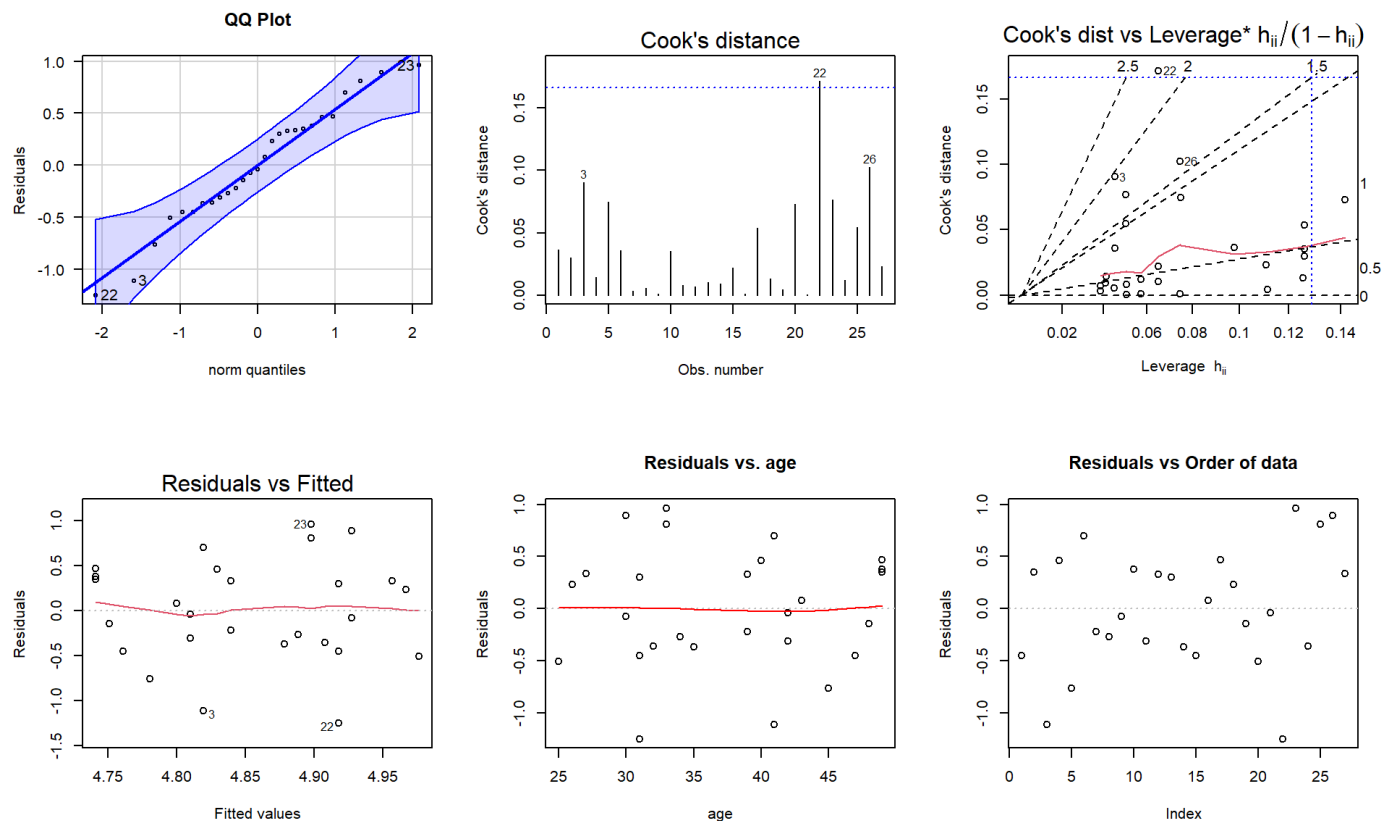 QQ Plot
Residuals
1.0
0.5
0.0
-0.5
-1.0
23
3
22
-2 -1 0 1 2
norm quantiles
Cook's distance
Cook's distance
0.15
0.10
0.05
0.00
22
3
26
0 5 10 15 20 25
Obs. number
Cook's dist vs Leverage* hᵢᵢ/(1 − hᵢᵢ)
Cook's distance
0.15
0.10
0.05
0.00
2.5 22 2 1.5
26
3
1
0.5
0
0.02 0.06 0.08 0.1 0.12 0.14
Leverage hᵢᵢ
Residuals vs Fitted
Residuals
1.0
0.5
0.0
-0.5
-1.0
-1.5
23
3
22
4.75 4.80 4.85 4.90 4.95
Fitted values
Residuals vs. age
Residuals
1.0
0.5
0.0
-0.5
-1.0
25 30 35 40 45
age
Residuals vs Order of data
Residuals
1.0
0.5
0.0
-0.5
-1.0
0 5 10 15 20 25
Index